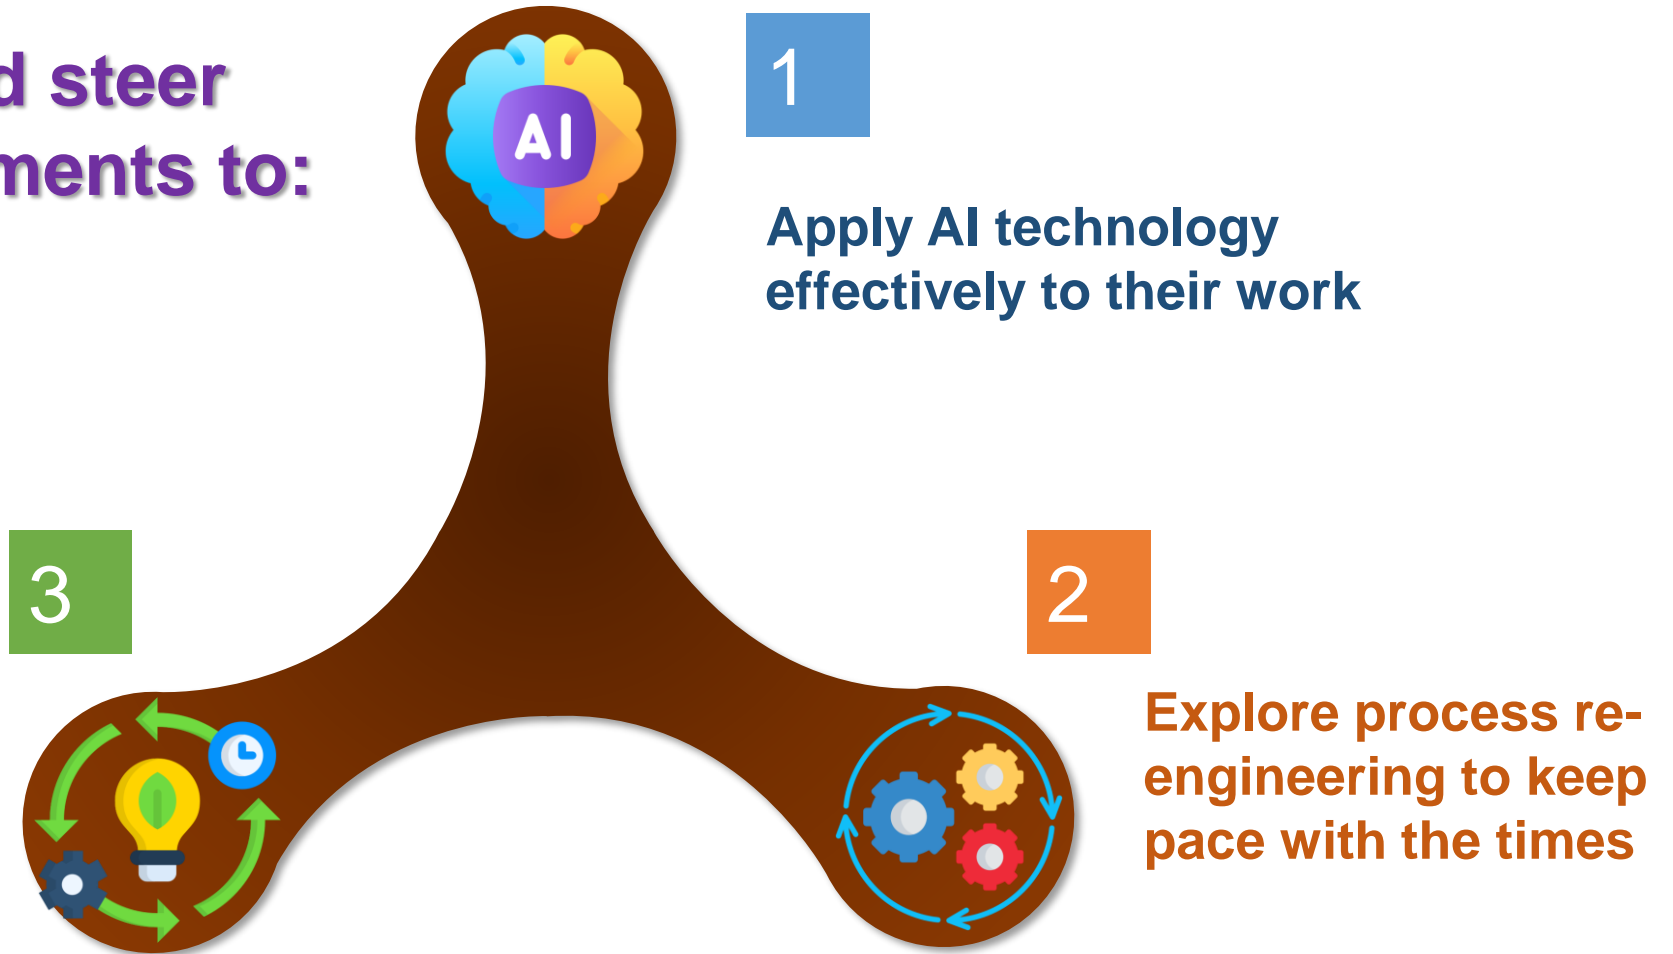 steer
to:
AI
1
Apply AI technology
effectively to their work
3
2
Explore process re-
engineering to keep
pace with the times